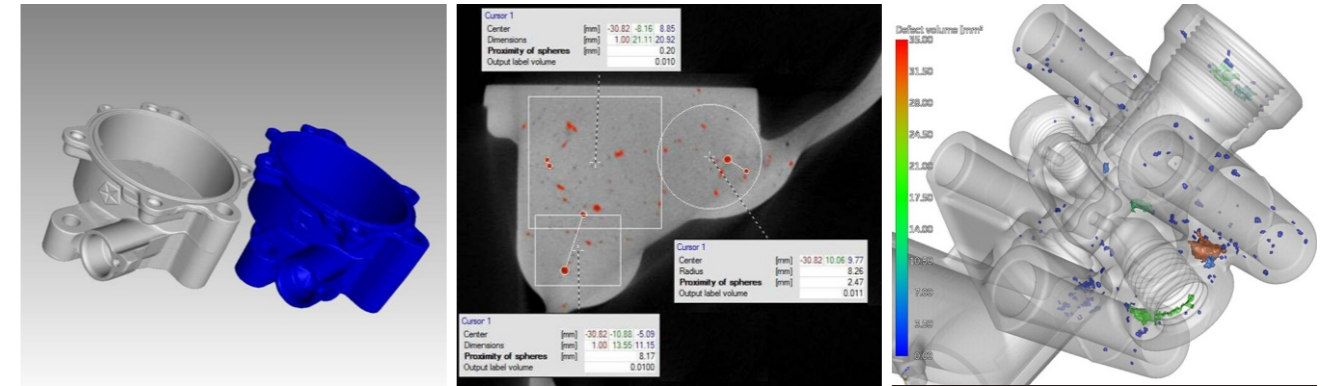 Cursor 1
Center [mm] -30.82 -8.16 8.85
Dimensions [mm] 1.00 21.11 20.92
Proximity of spheres [mm] 0.20
Output label volume 0.010
Cursor 1
Center [mm] -30.82 10.06 9.77
Radius [mm] 8.26
Proximity of spheres [mm] 2.47
Output label volume 0.011
Cursor 1
Center [mm] -30.82 -10.88 -5.09
Dimensions [mm] 1.00 13.55 11.15
Proximity of spheres [mm] 8.17
Output label volume 0.0100
Defect volume [mm³]
35.00
31.50
28.00
24.50
21.00
17.50
14.00
10.50
7.00
3.50
0.00